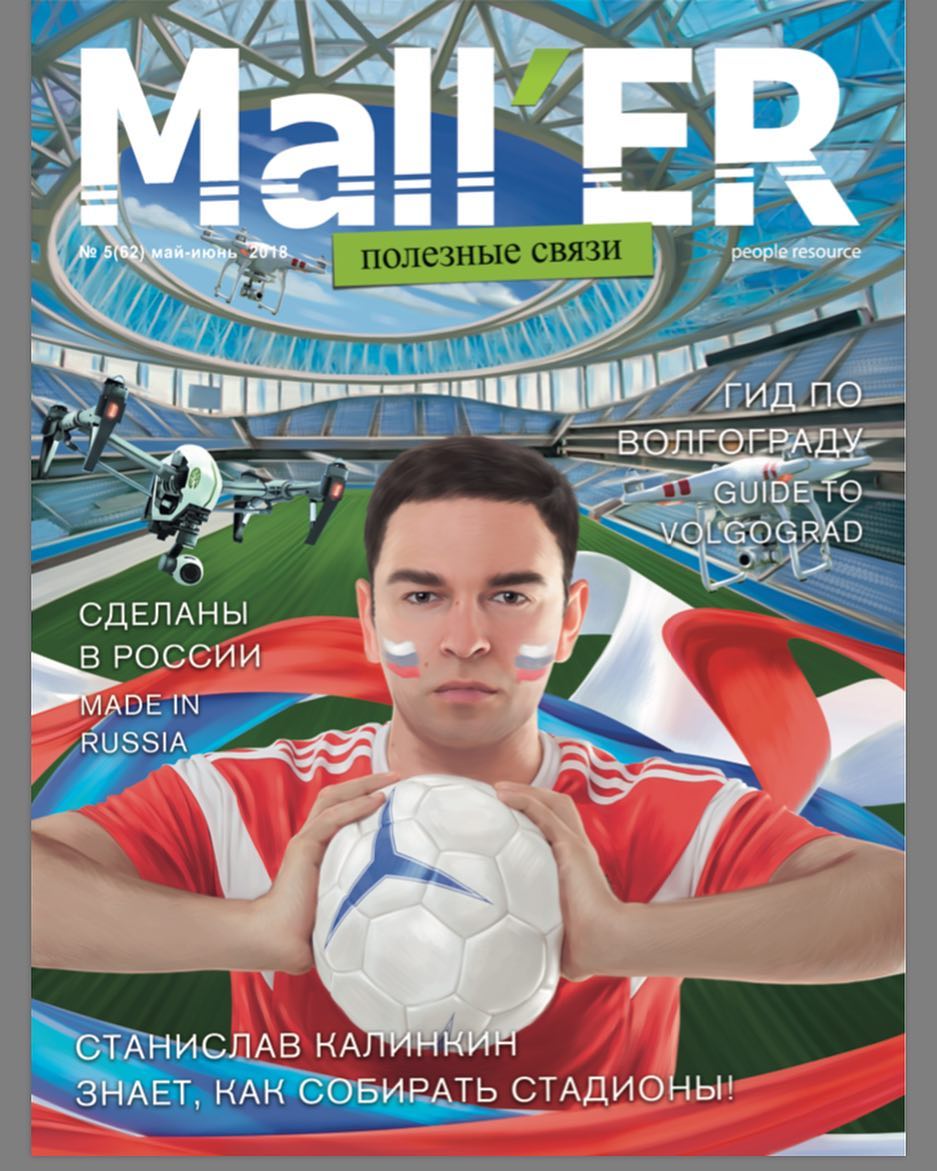 Mall'ER
№ 5(62) май-июнь 2018
полезные связи
people resource
ГИД ПО
ВОЛГОГРАДУ
GUIDE TO
VOLGOGRAD
СДЕЛАНЫ
В РОССИИ
MADE IN
RUSSIA
СТАНИСЛАВ КАЛИНКИН
ЗНАЕТ, КАК СОБИРАТЬ СТАДИОНЫ!